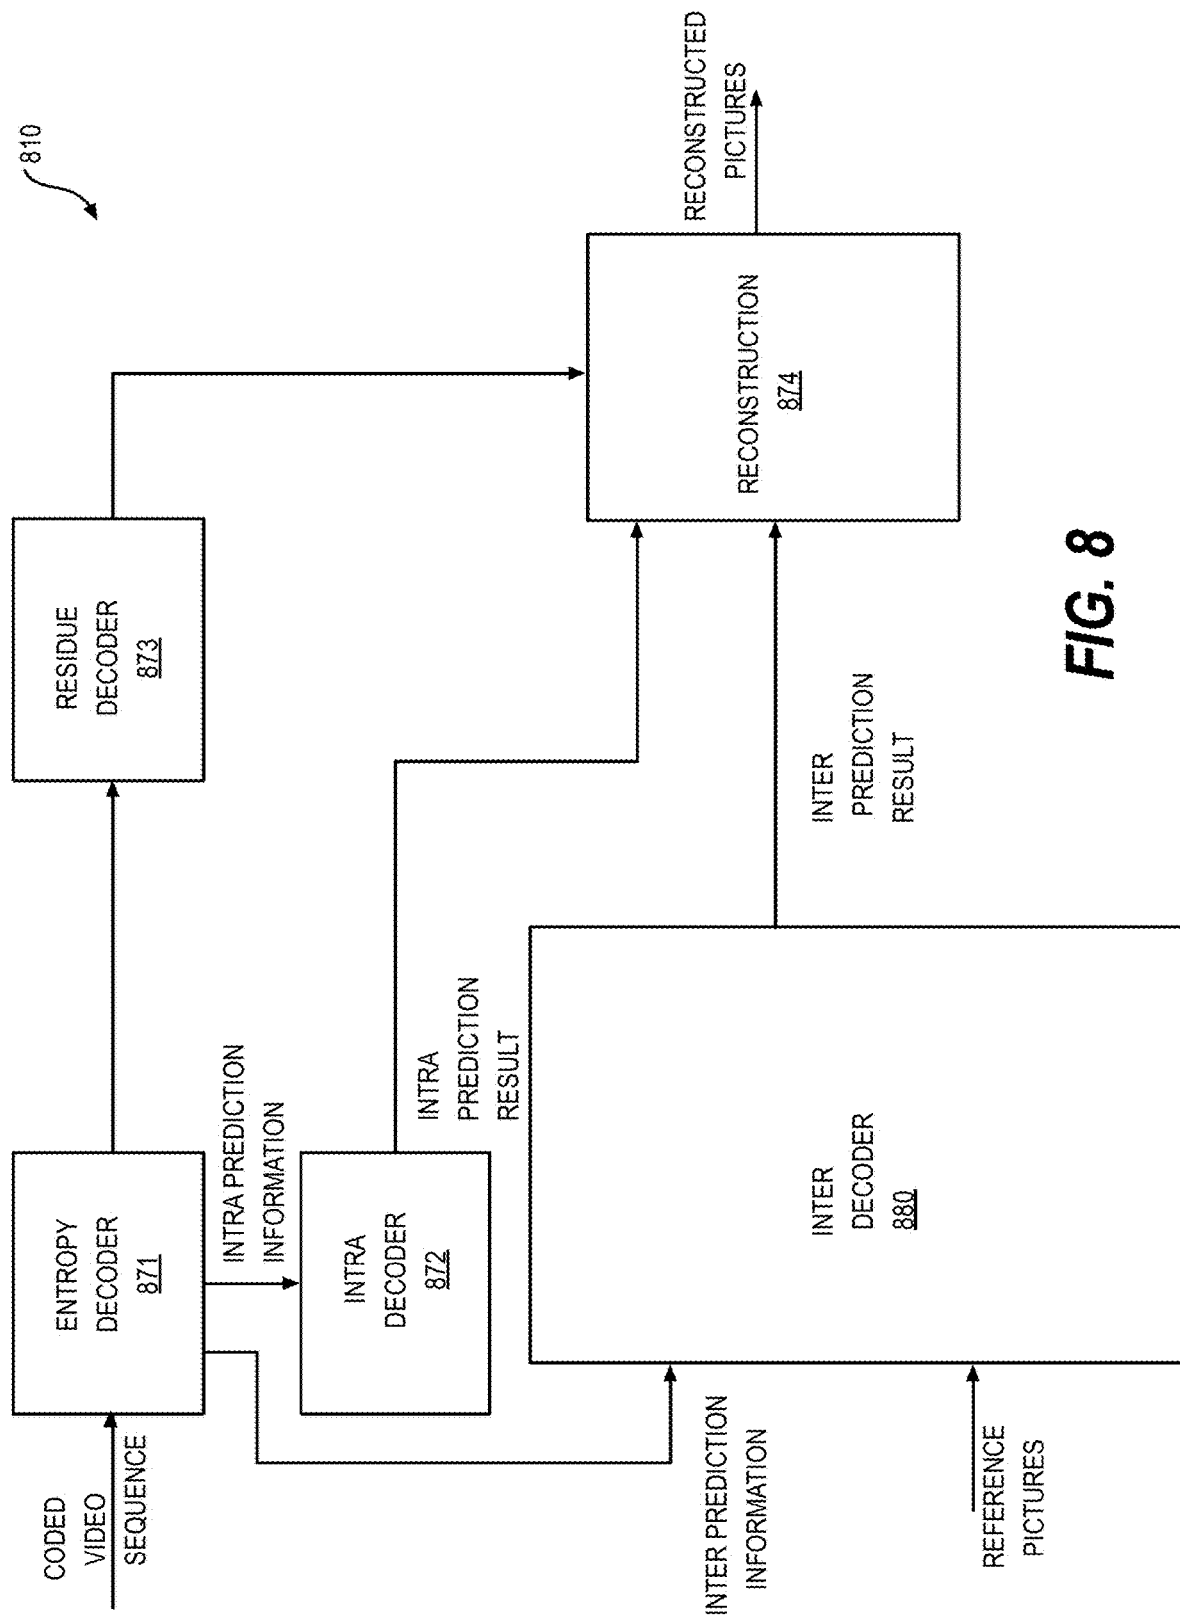 810
CODED
VIDEO
SEQUENCE
ENTROPY
DECODER
871
RESIDUE
DECODER
873
INTRA PREDICTION
INFORMATION
INTRA
DECODER
872
INTRA
PREDICTION
RESULT
RECONSTRUCTED
PICTURES
RECONSTRUCTION
874
INTER PREDICTION
INFORMATION
INTER
DECODER
880
INTER
PREDICTION
RESULT
REFERENCE
PICTURES
FIG. 8